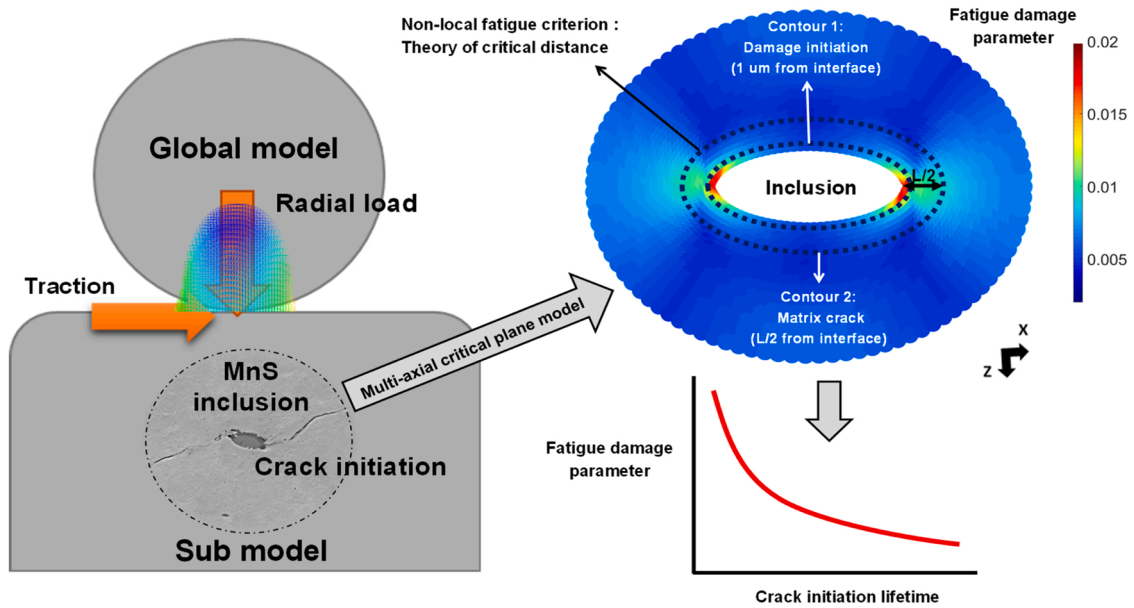 Global model
Radial load
Traction
MnS
inclusion
Crack initiation
Sub model
Multi-axial critical plane model
Non-local fatigue criterion :
Theory of critical distance
Contour 1:
Damage initiation
(1 um from interface)
Inclusion
L/2
Contour 2:
Matrix crack
(L/2 from interface)
Fatigue damage
parameter
0.02
0.015
0.01
0.005
X
Z
Fatigue damage
parameter
Crack initiation lifetime